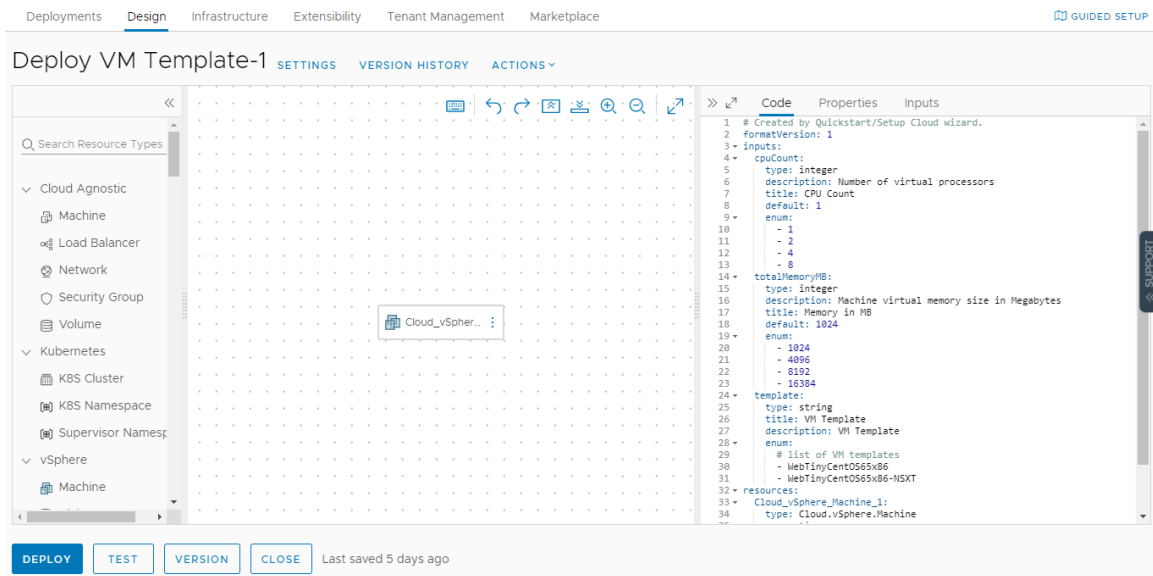 Deployments Design Infrastructure Extensibility Tenant Management Marketplace GUIDED SETUP
Deploy VM Template-1 SETTINGS VERSION HISTORY ACTIONS
Search Resource Types
Cloud Agnostic
Machine
Load Balancer
Network
Security Group
Volume
Kubernetes
K8S Cluster
K8S Namespace
Supervisor Namesp
vSphere
Machine
Cloud_vSpher...
Code Properties Inputs
1 # Created by Quickstart/Setup Cloud wizard.
2 formatVersion: 1
3 inputs:
4 cpuCount:
5 type: integer
6 description: Number of virtual processors
7 title: CPU Count
8 default: 1
9 enum:
10 - 1
11 - 2
12 - 4
13 - 8
14 totalMemoryMB:
15 type: integer
16 description: Machine virtual memory size in Megabytes
17 title: Memory in MB
18 default: 1024
19 enum:
20 - 1024
21 - 4096
22 - 8192
23 - 16384
24 template:
25 type: string
26 title: VM Template
27 description: VM Template
28 enum:
29 # list of VM templates
30 - WebTinyCentOS65x86
31 - WebTinyCentOS65x86-NSXT
32 resources:
33 Cloud_vSphere_Machine_1:
34 type: Cloud.vSphere.Machine
SUPPORT
DEPLOY TEST VERSION CLOSE Last saved 5 days ago